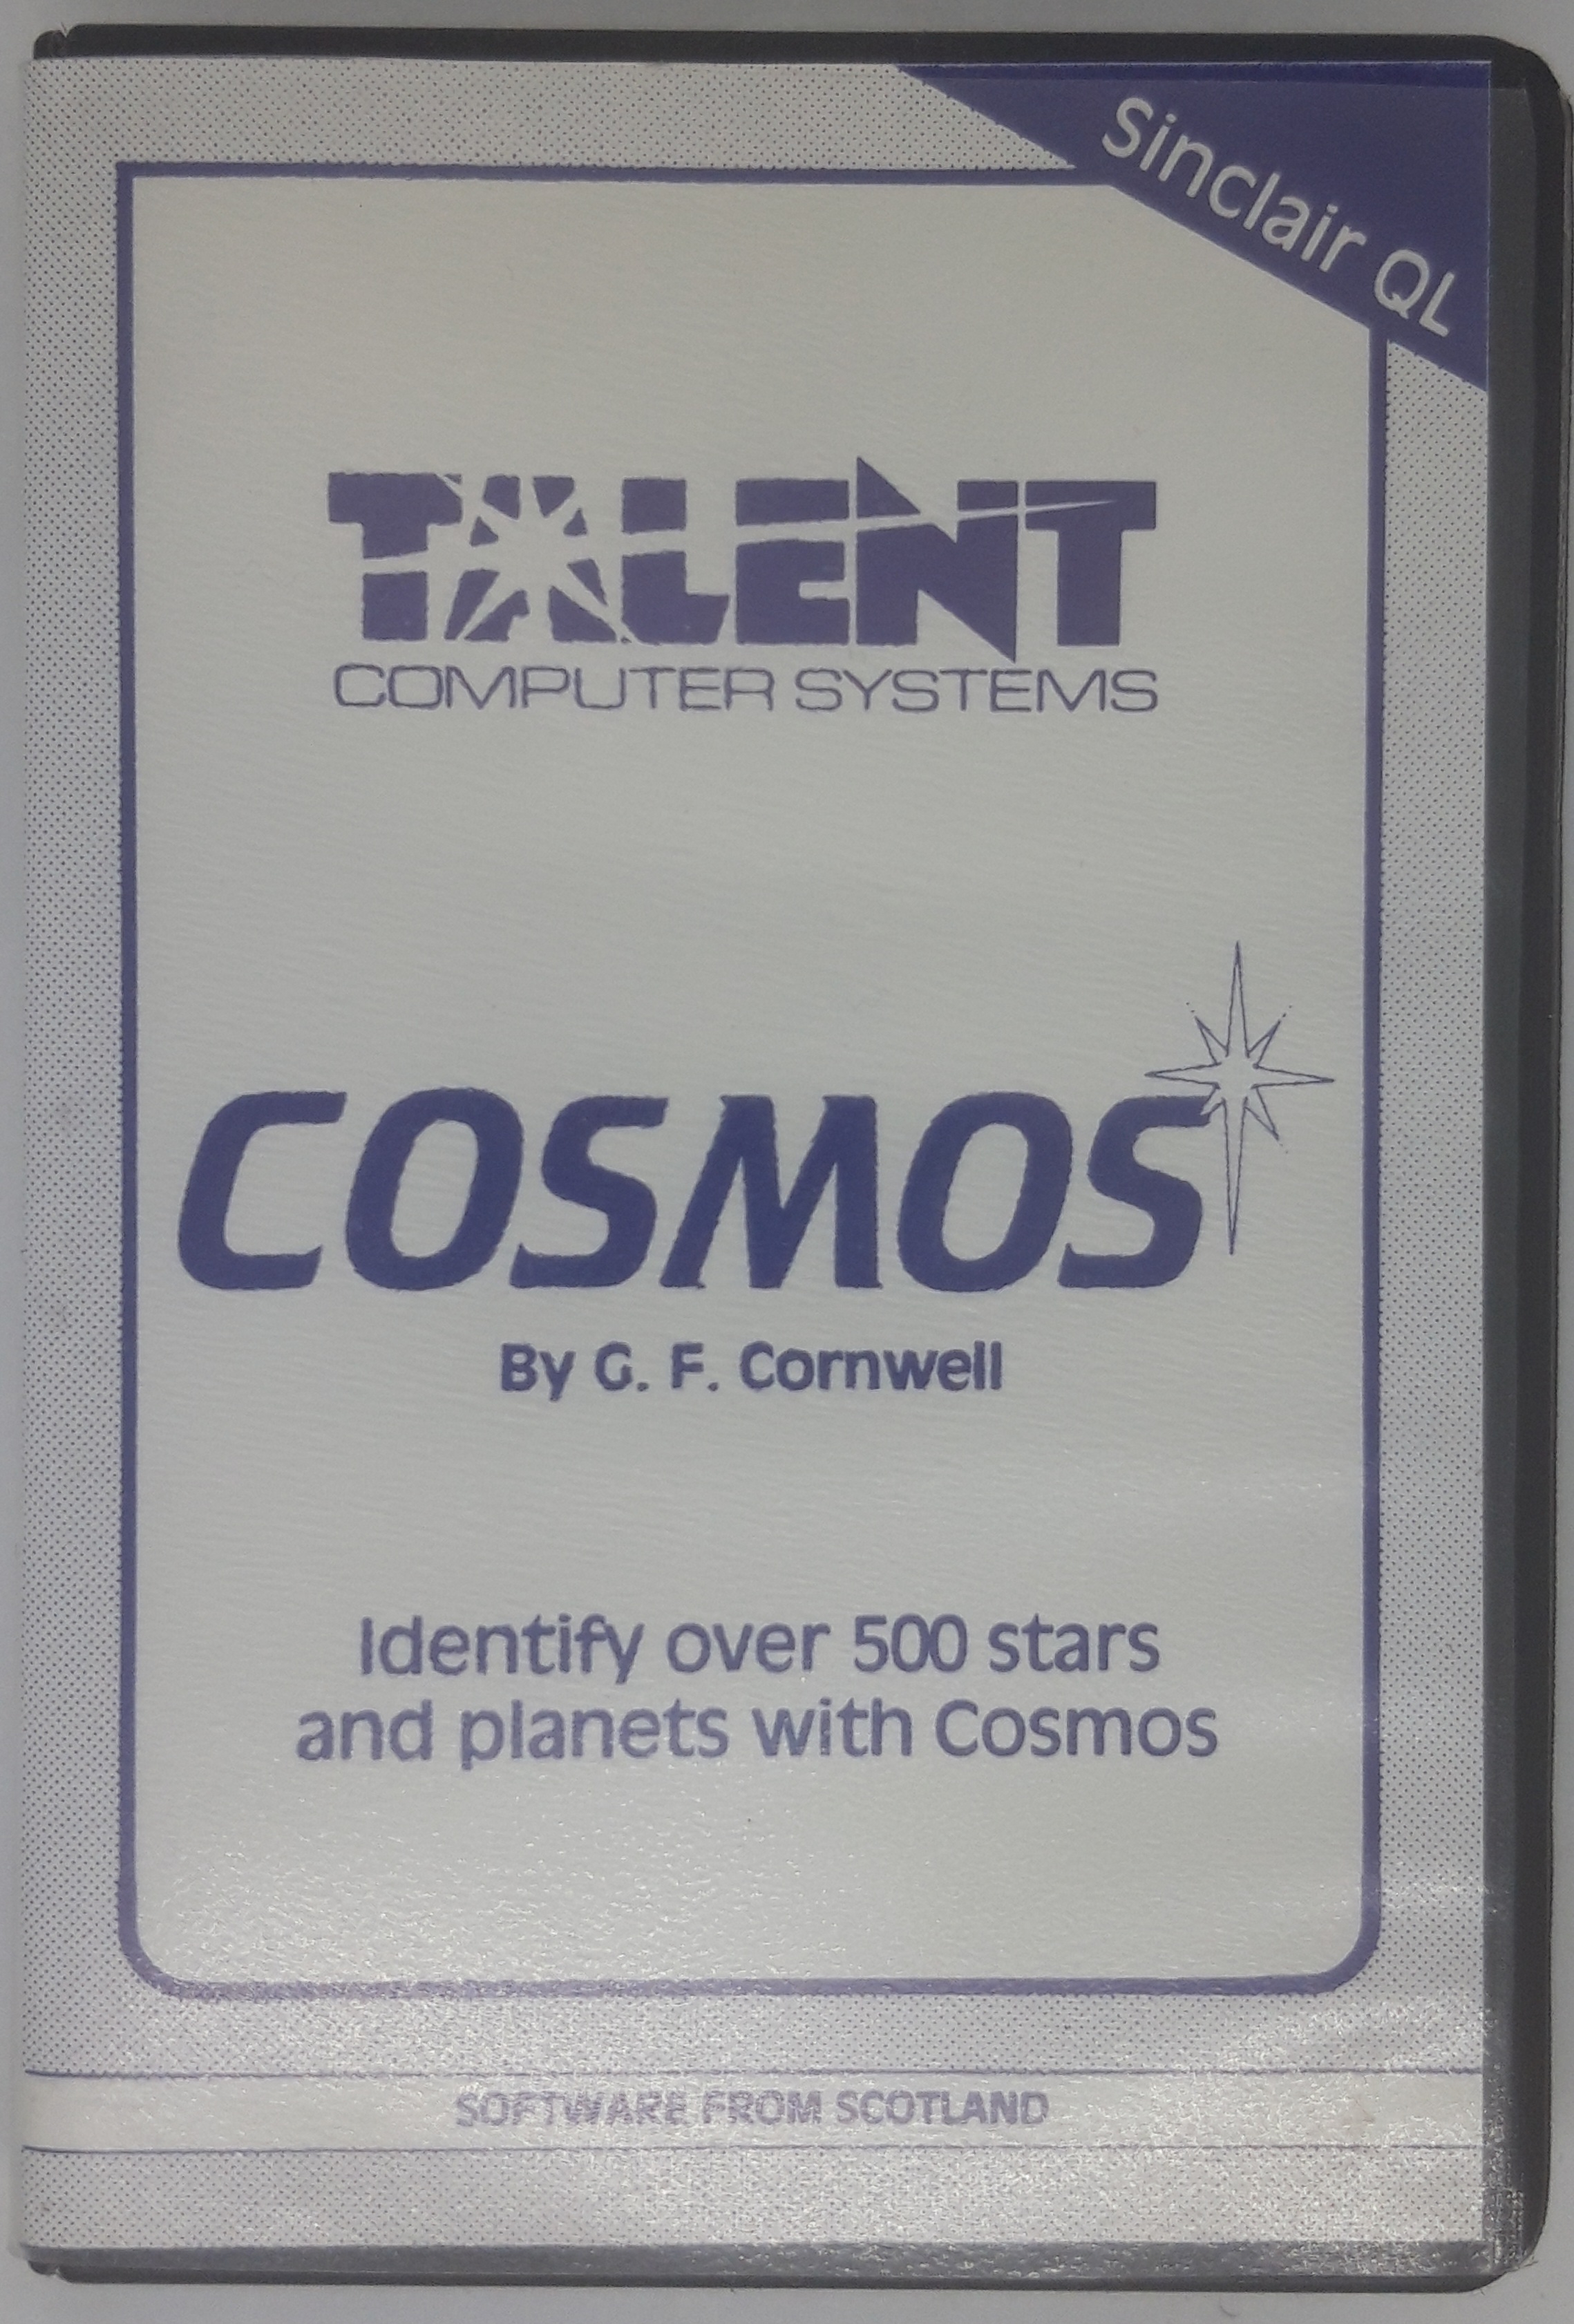 Sinclair QL
TALENT
COMPUTER SYSTEMS
COSMOS
By G. F. Cornwell
Identify over 500 stars
and planets with Cosmos
SOFTWARE FROM SCOTLAND